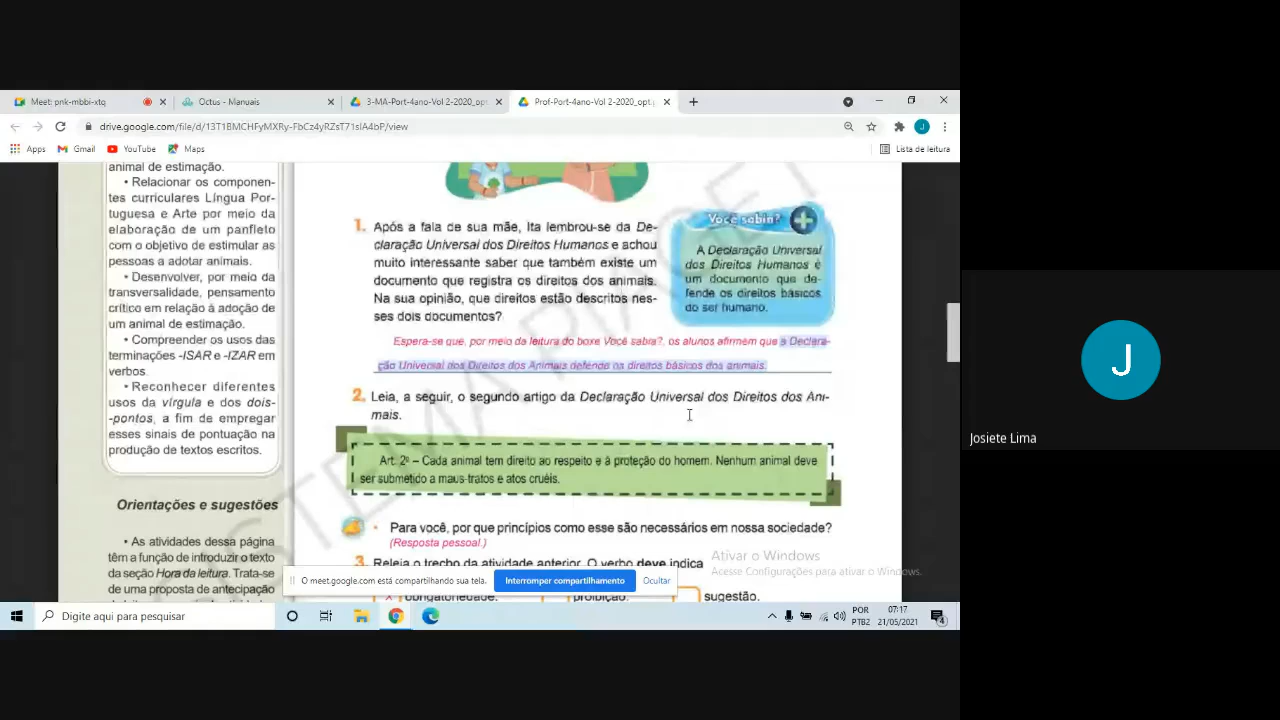 Meet: pnk-mbbi-xtq
Octus - Manuais
3-MA-Port-4ano-Vol 2-2020_opt.
Prof-Port-4ano-Vol 2-2020_opt.p
drive.google.com/file/d/13T1BMCHFyMXRy-FbCz4yRZsT71slA4bP/view
Apps
Gmail
YouTube
Maps
Lista de leitura
animal de estimação.
• Relacionar os componen-
tes curriculares Língua Por-
tuguesa e Arte por meio da
elaboração de um panfleto
com o objetivo de estimular as
pessoas a adotar animais.
• Desenvolver, por meio da
transversalidade, pensamento
crítico em relação à adoção de
um animal de estimação.
• Compreender os usos das
terminações -ISAR e -IZAR em
verbos.
• Reconhecer diferentes
usos da vírgula e dos dois-
-pontos, a fim de empregar
esses sinais de pontuação na
produção de textos escritos.
Orientações e sugestões
• As atividades dessa página
têm a função de introduzir o texto
da seção Hora da leitura. Trata-se
de uma proposta de antecipação
1. Após a fala de sua mãe, Ita lembrou-se da De-
claração Universal dos Direitos Humanos e achou
muito interessante saber que também existe um
documento que registra os direitos dos animais.
Na sua opinião, que direitos estão descritos nes-
ses dois documentos?
Você sabia?
A Declaração Universal
dos Direitos Humanos é
um documento que de-
fende os direitos básicos
do ser humano.
Espera-se que, por meio da leitura do boxe Você sabia?, os alunos afirmem que a Declara-
ção Universal dos Direitos dos Animais defende os direitos básicos dos animais.
2. Leia, a seguir, o segundo artigo da Declaração Universal dos Direitos dos Ani-
mais.
Art. 2º – Cada animal tem direito ao respeito e à proteção do homem. Nenhum animal deve
ser submetido a maus-tratos e atos cruéis.
• Para você, por que princípios como esse são necessários em nossa sociedade?
(Resposta pessoal.)
3. Releia o trecho da atividade anterior. O verbo deve indica
X obrigatoriedade.
proibição.
sugestão.
Ativar o Windows
Acesse Configurações para ativar o Windows.
O meet.google.com está compartilhando sua tela.
Interromper compartilhamento
Ocultar
Digite aqui para pesquisar
POR
PTB2
07:17
21/05/2021
4
J
J
Josiete Lima